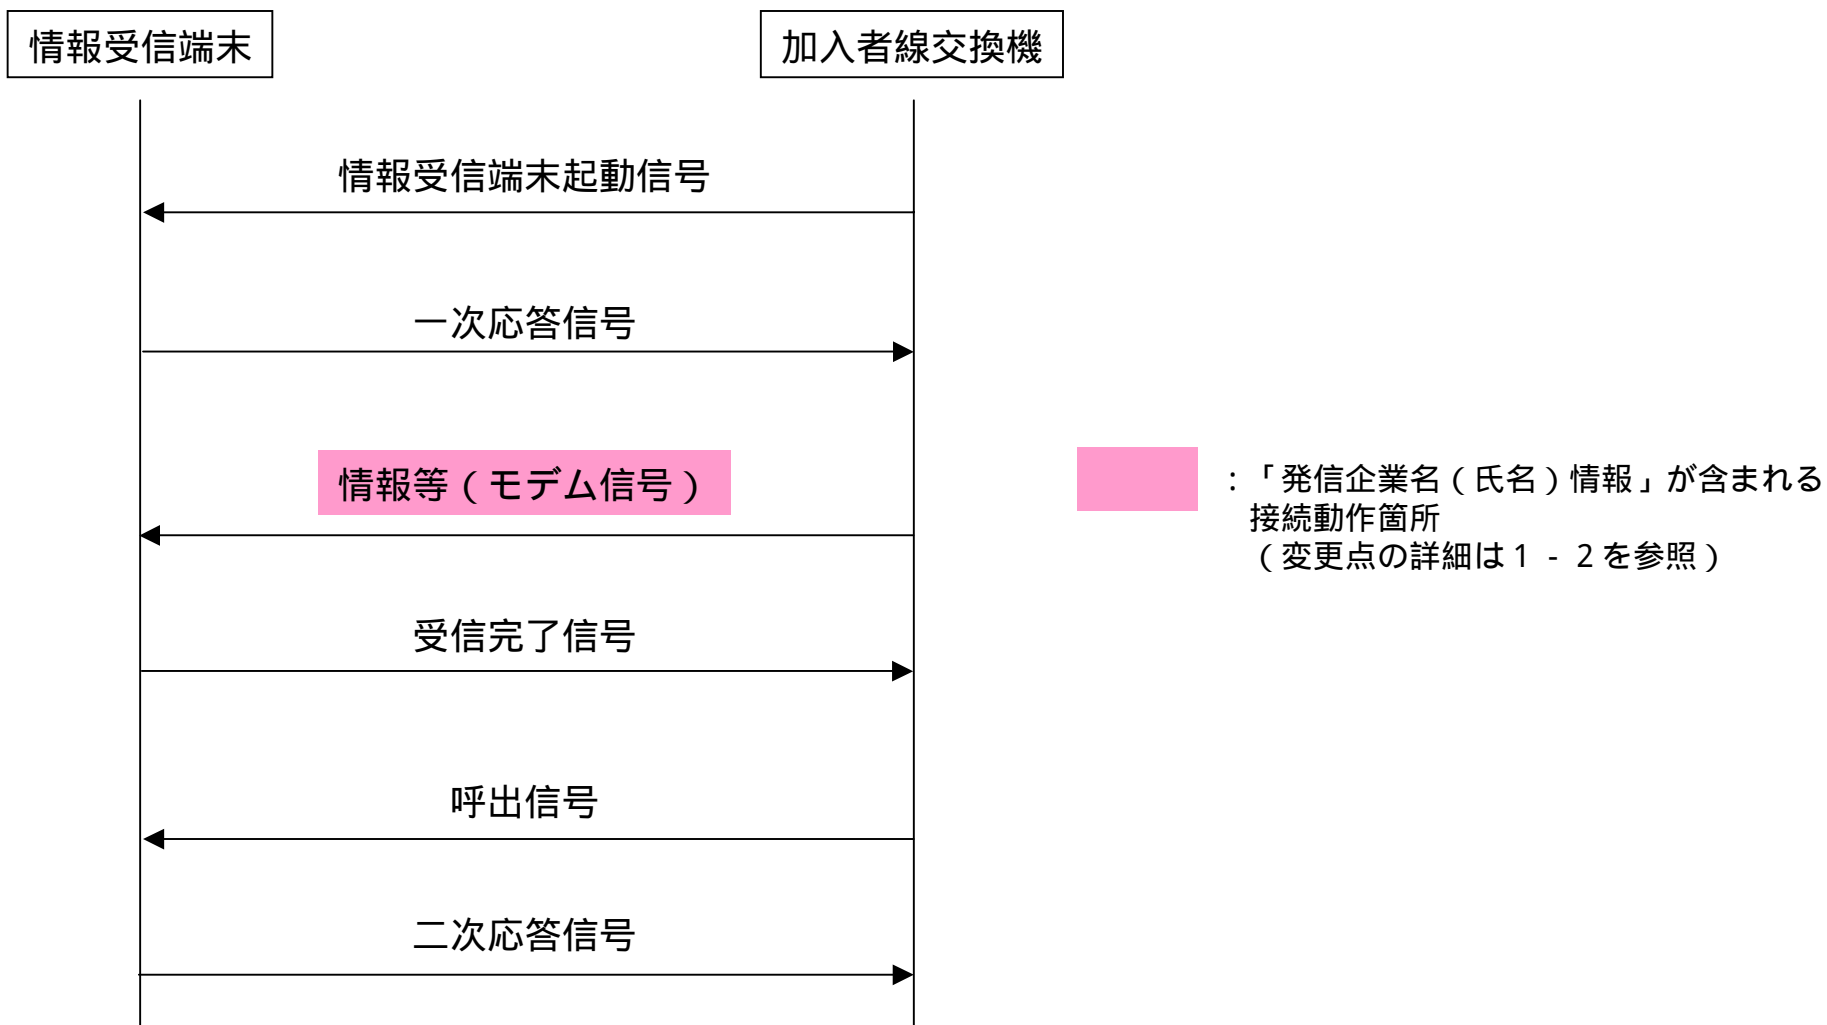 情報受信端末
加入者線交換機
情報受信端末起動信号
一次応答信号
情報等（モデム信号）
：「発信企業名（氏名）情報」が含まれる
接続動作箇所
（変更点の詳細は１‐２を参照）
受信完了信号
呼出信号
二次応答信号